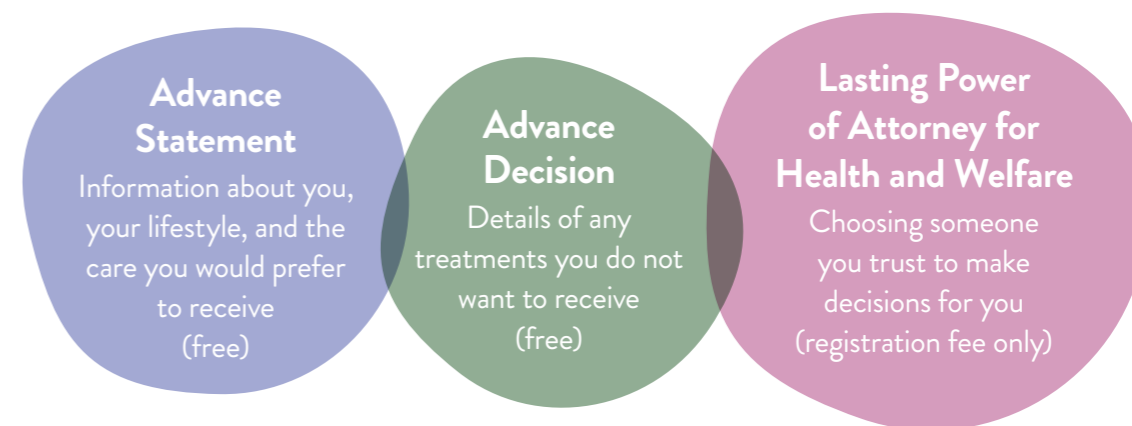 Advance
Statement
Information about you,
your lifestyle, and the
care you would prefer
to receive
(free)
Advance
Decision
Details of any
treatments you do not
want to receive
(free)
Lasting Power
of Attorney for
Health and Welfare
Choosing someone
you trust to make
decisions for you
(registration fee only)